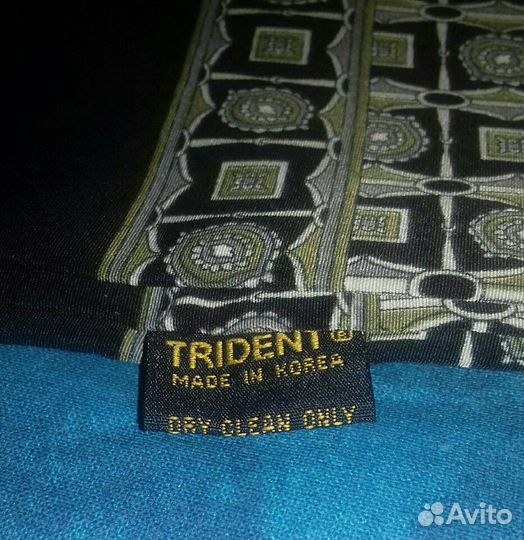 TRIDENT ®
MADE IN KOREA
DRY CLEAN ONLY
Avito